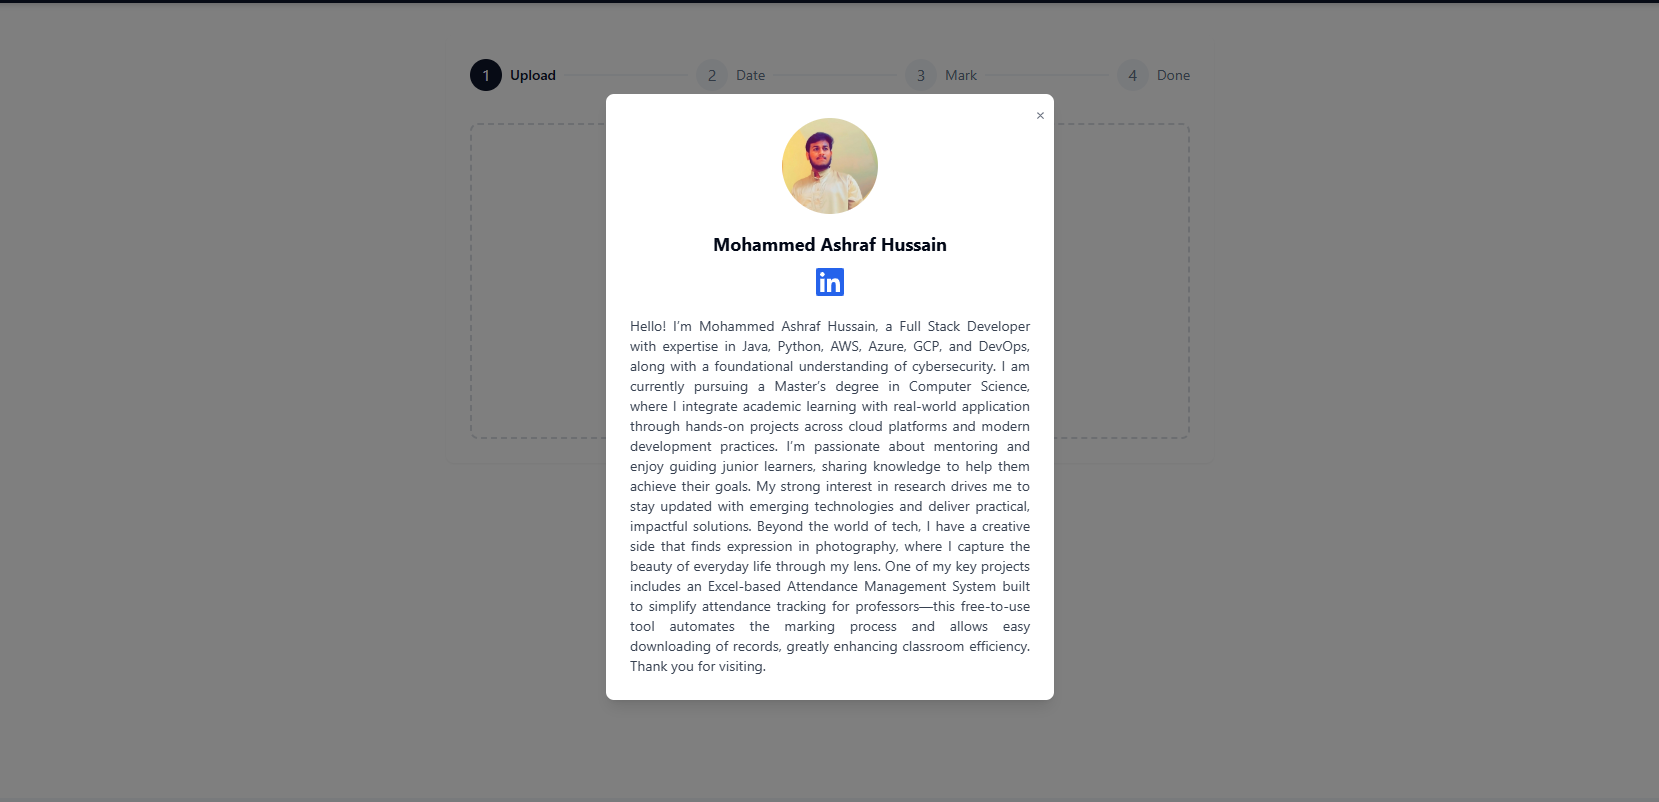 1 Upload 2 Date 3 Mark 4 Done
×
Mohammed Ashraf Hussain
in
Hello! I’m Mohammed Ashraf Hussain, a Full Stack Developer
with expertise in Java, Python, AWS, Azure, GCP, and DevOps,
along with a foundational understanding of cybersecurity. I am
currently pursuing a Master’s degree in Computer Science,
where I integrate academic learning with real-world application
through hands-on projects across cloud platforms and modern
development practices. I’m passionate about mentoring and
enjoy guiding junior learners, sharing knowledge to help them
achieve their goals. My strong interest in research drives me to
stay updated with emerging technologies and deliver practical,
impactful solutions. Beyond the world of tech, I have a creative
side that finds expression in photography, where I capture the
beauty of everyday life through my lens. One of my key projects
includes an Excel-based Attendance Management System built
to simplify attendance tracking for professors—this free-to-use
tool automates the marking process and allows easy
downloading of records, greatly enhancing classroom efficiency.
Thank you for visiting.